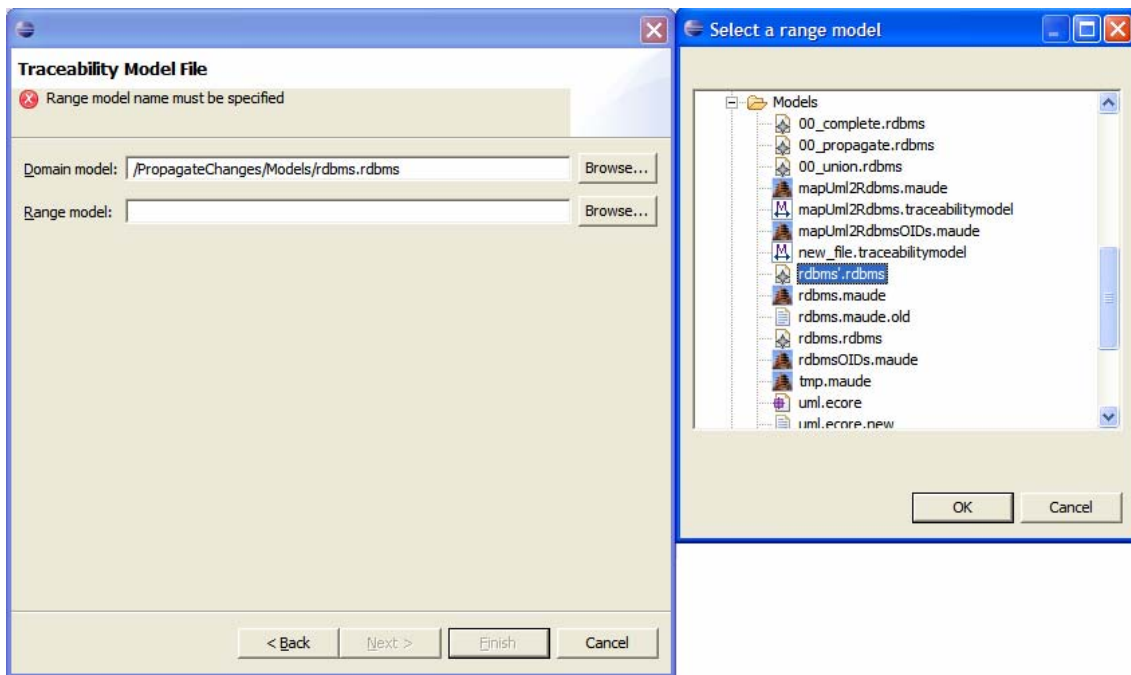 Traceability Model File
Range model name must be specified
Domain model: /PropagateChanges/Models/rdbms.rdbms Browse...
Range model: Browse...
< Back Next > Finish Cancel
Select a range model
Models
00_complete.rdbms
00_propagate.rdbms
00_union.rdbms
mapUml2Rdbms.maude
mapUml2Rdbms.traceabilitymodel
mapUml2RdbmsOIDs.maude
new_file.traceabilitymodel
rdbms'.rdbms
rdbms.maude
rdbms.maude.old
rdbms.rdbms
rdbmsOIDs.maude
tmp.maude
uml.ecore
uml.ecore.new
OK Cancel